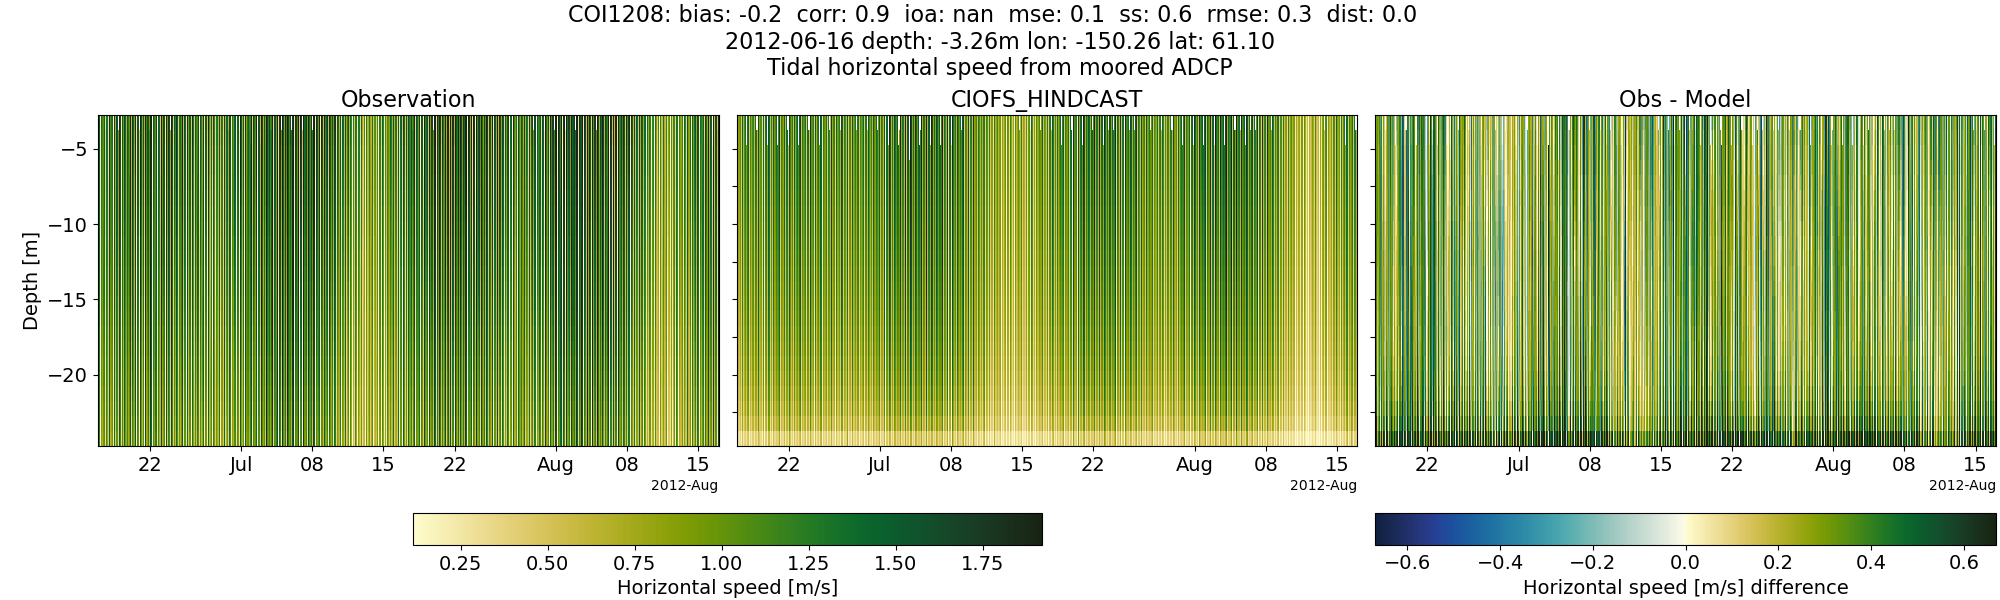 COI1208: bias: -0.2  corr: 0.9  ioa: nan  mse: 0.1  ss: 0.6  rmse: 0.3  dist: 0.0
2012-06-16 depth: -3.26m lon: -150.26 lat: 61.10
Tidal horizontal speed from moored ADCP
Observation
CIOFS_HINDCAST
Obs - Model
Depth [m]
−5
−10
−15
−20
22 Jul 08 15 22 Aug 08 15
2012-Aug
22 Jul 08 15 22 Aug 08 15
2012-Aug
22 Jul 08 15 22 Aug 08 15
2012-Aug
0.25 0.50 0.75 1.00 1.25 1.50 1.75
Horizontal speed [m/s]
−0.6 −0.4 −0.2 0.0 0.2 0.4 0.6
Horizontal speed [m/s] difference